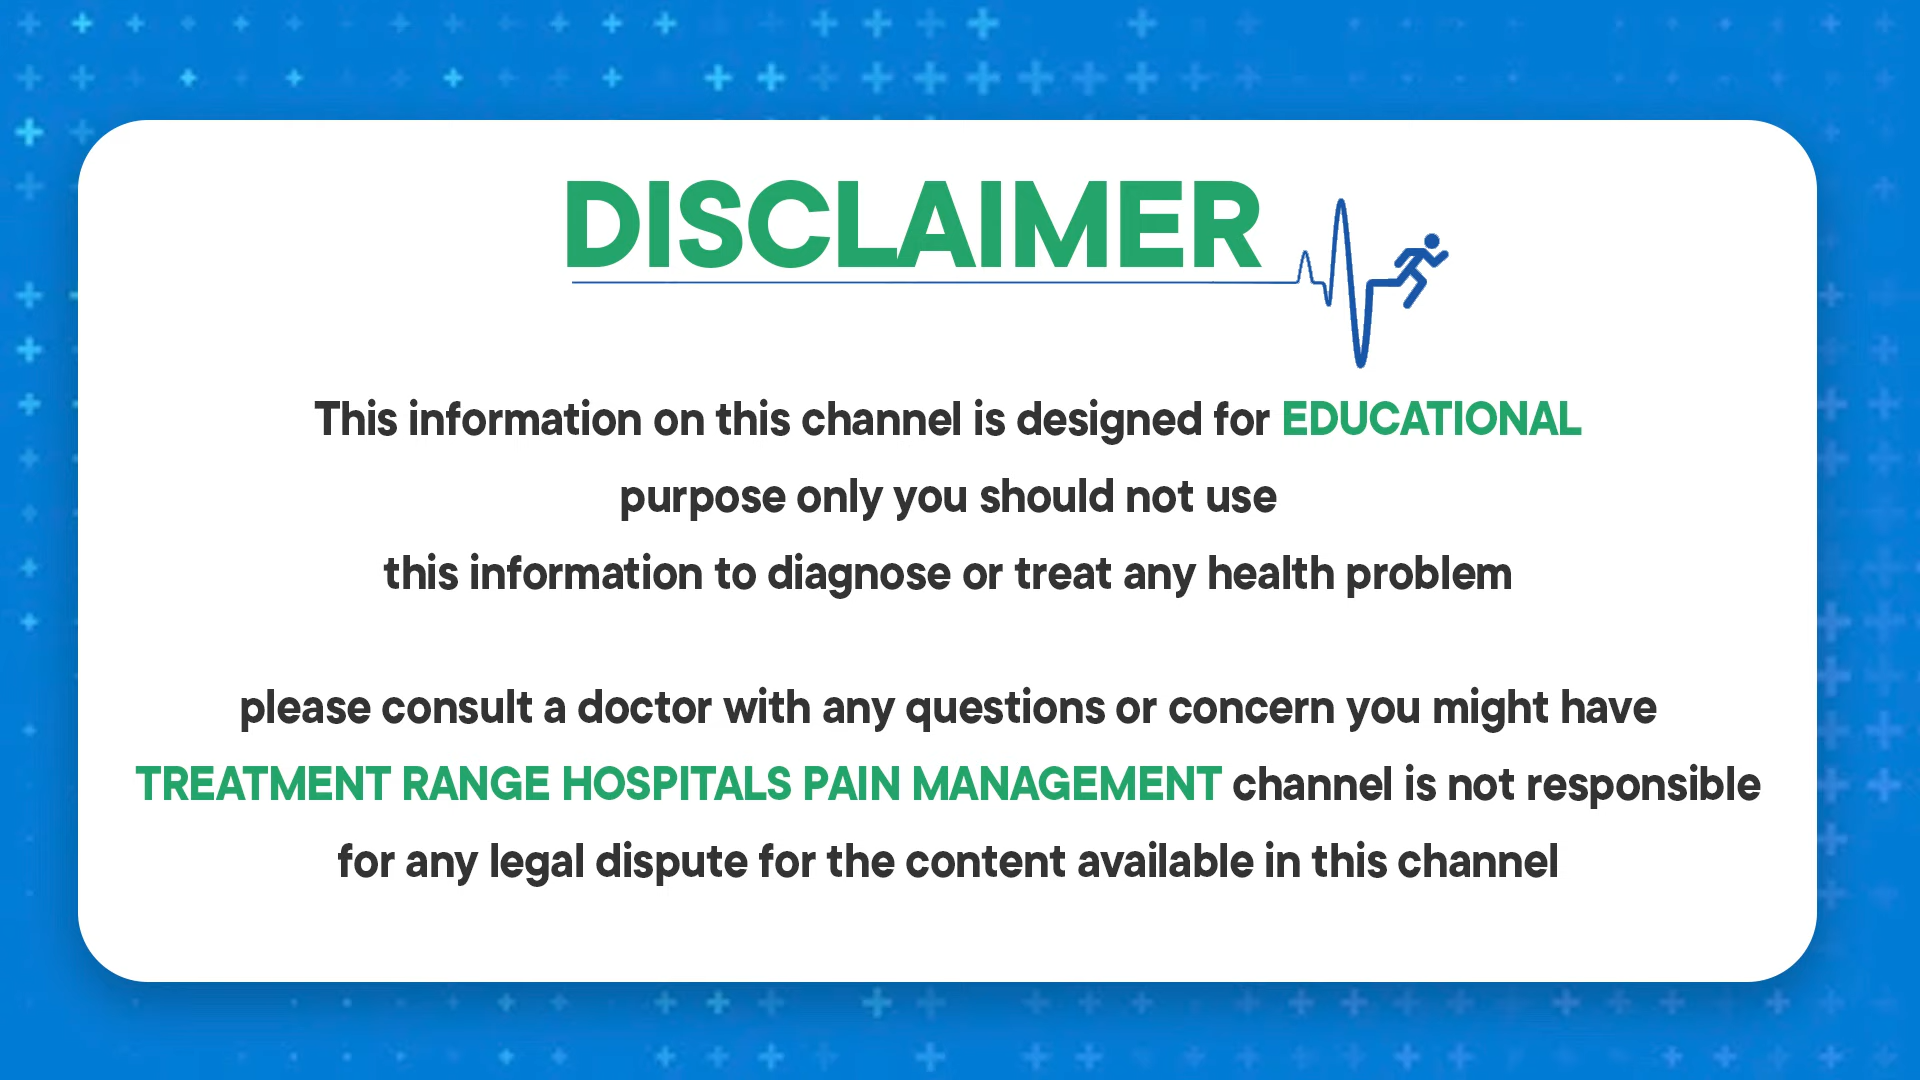 DISCLAIMER
This information on this channel is designed for EDUCATIONAL
purpose only you should not use
this information to diagnose or treat any health problem
please consult a doctor with any questions or concern you might have
TREATMENT RANGE HOSPITALS PAIN MANAGEMENT channel is not responsible
for any legal dispute for the content available in this channel